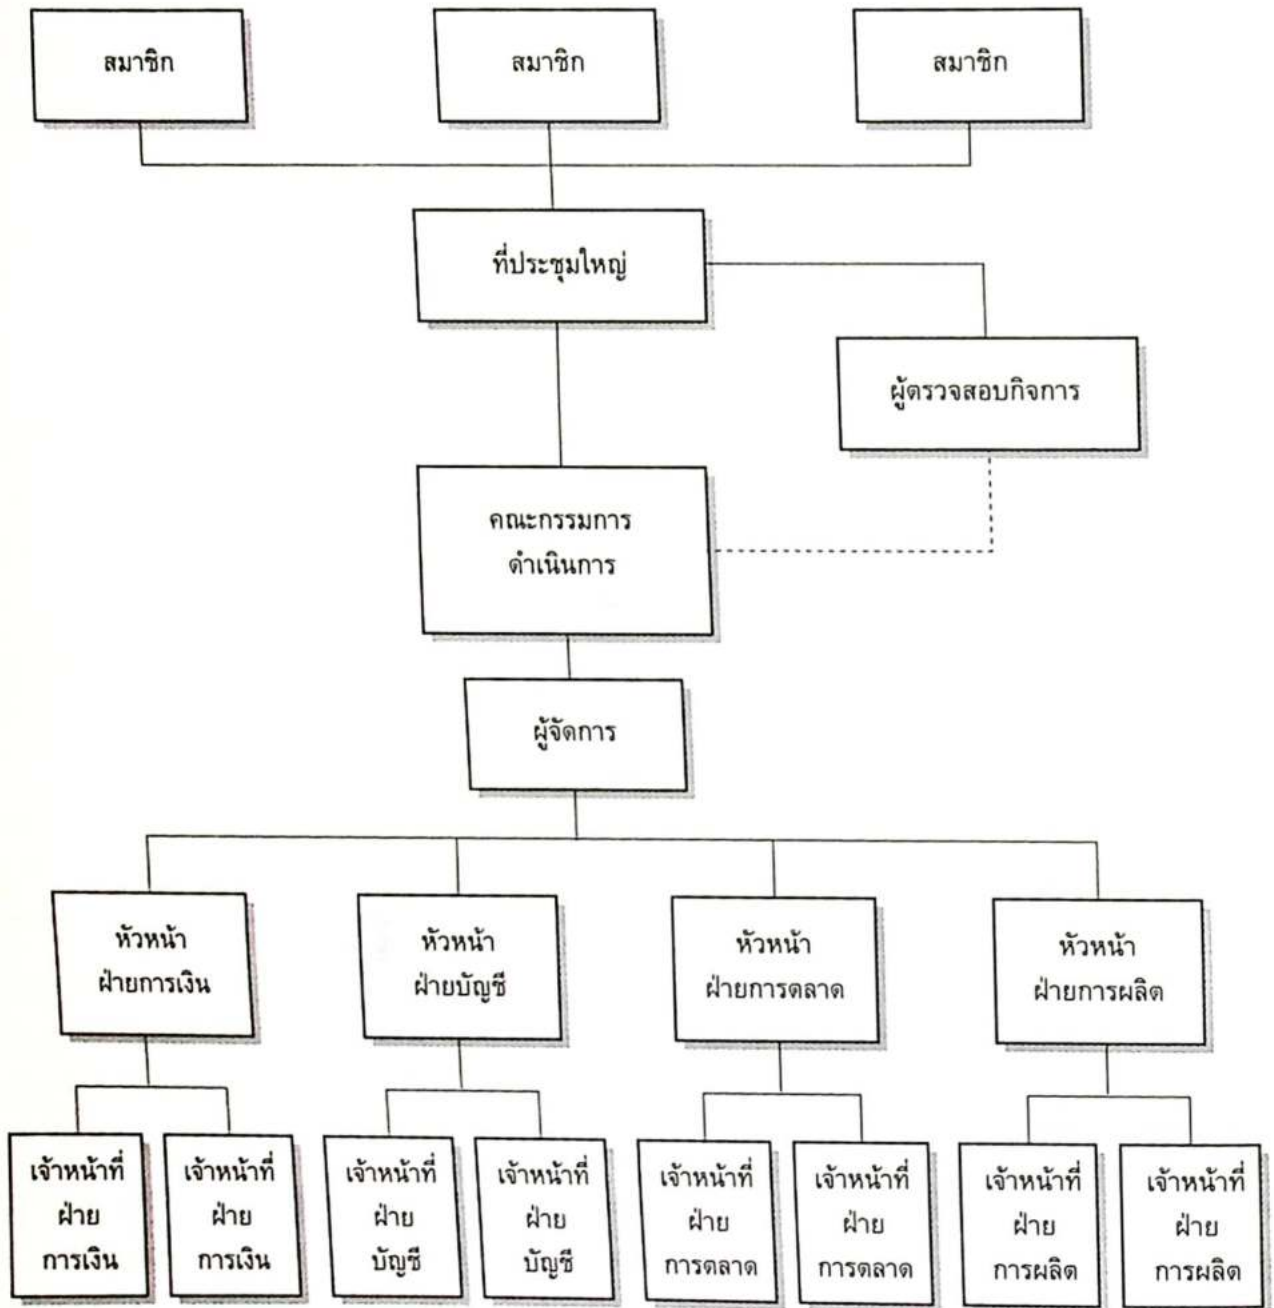 สมาชิก
สมาชิก
สมาชิก
ที่ประชุมใหญ่
ผู้ตรวจสอบกิจการ
คณะกรรมการ
ดำเนินการ
ผู้จัดการ
หัวหน้า
ฝ่ายการเงิน
หัวหน้า
ฝ่ายบัญชี
หัวหน้า
ฝ่ายการตลาด
หัวหน้า
ฝ่ายการผลิต
เจ้าหน้าที่
ฝ่าย
การเงิน
เจ้าหน้าที่
ฝ่าย
การเงิน
เจ้าหน้าที่
ฝ่าย
บัญชี
เจ้าหน้าที่
ฝ่าย
บัญชี
เจ้าหน้าที่
ฝ่าย
การตลาด
เจ้าหน้าที่
ฝ่าย
การตลาด
เจ้าหน้าที่
ฝ่าย
การผลิต
เจ้าหน้าที่
ฝ่าย
การผลิต